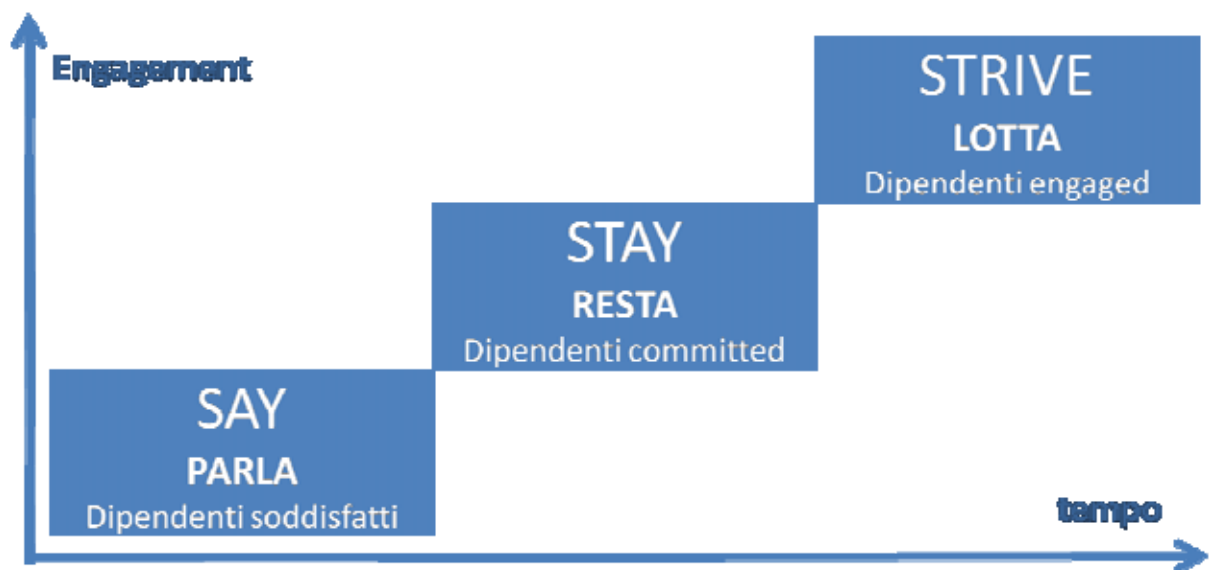 Engagement
STRIVE
LOTTA
Dipendenti engaged
STAY
RESTA
Dipendenti committed
SAY
PARLA
Dipendenti soddisfatti
tempo